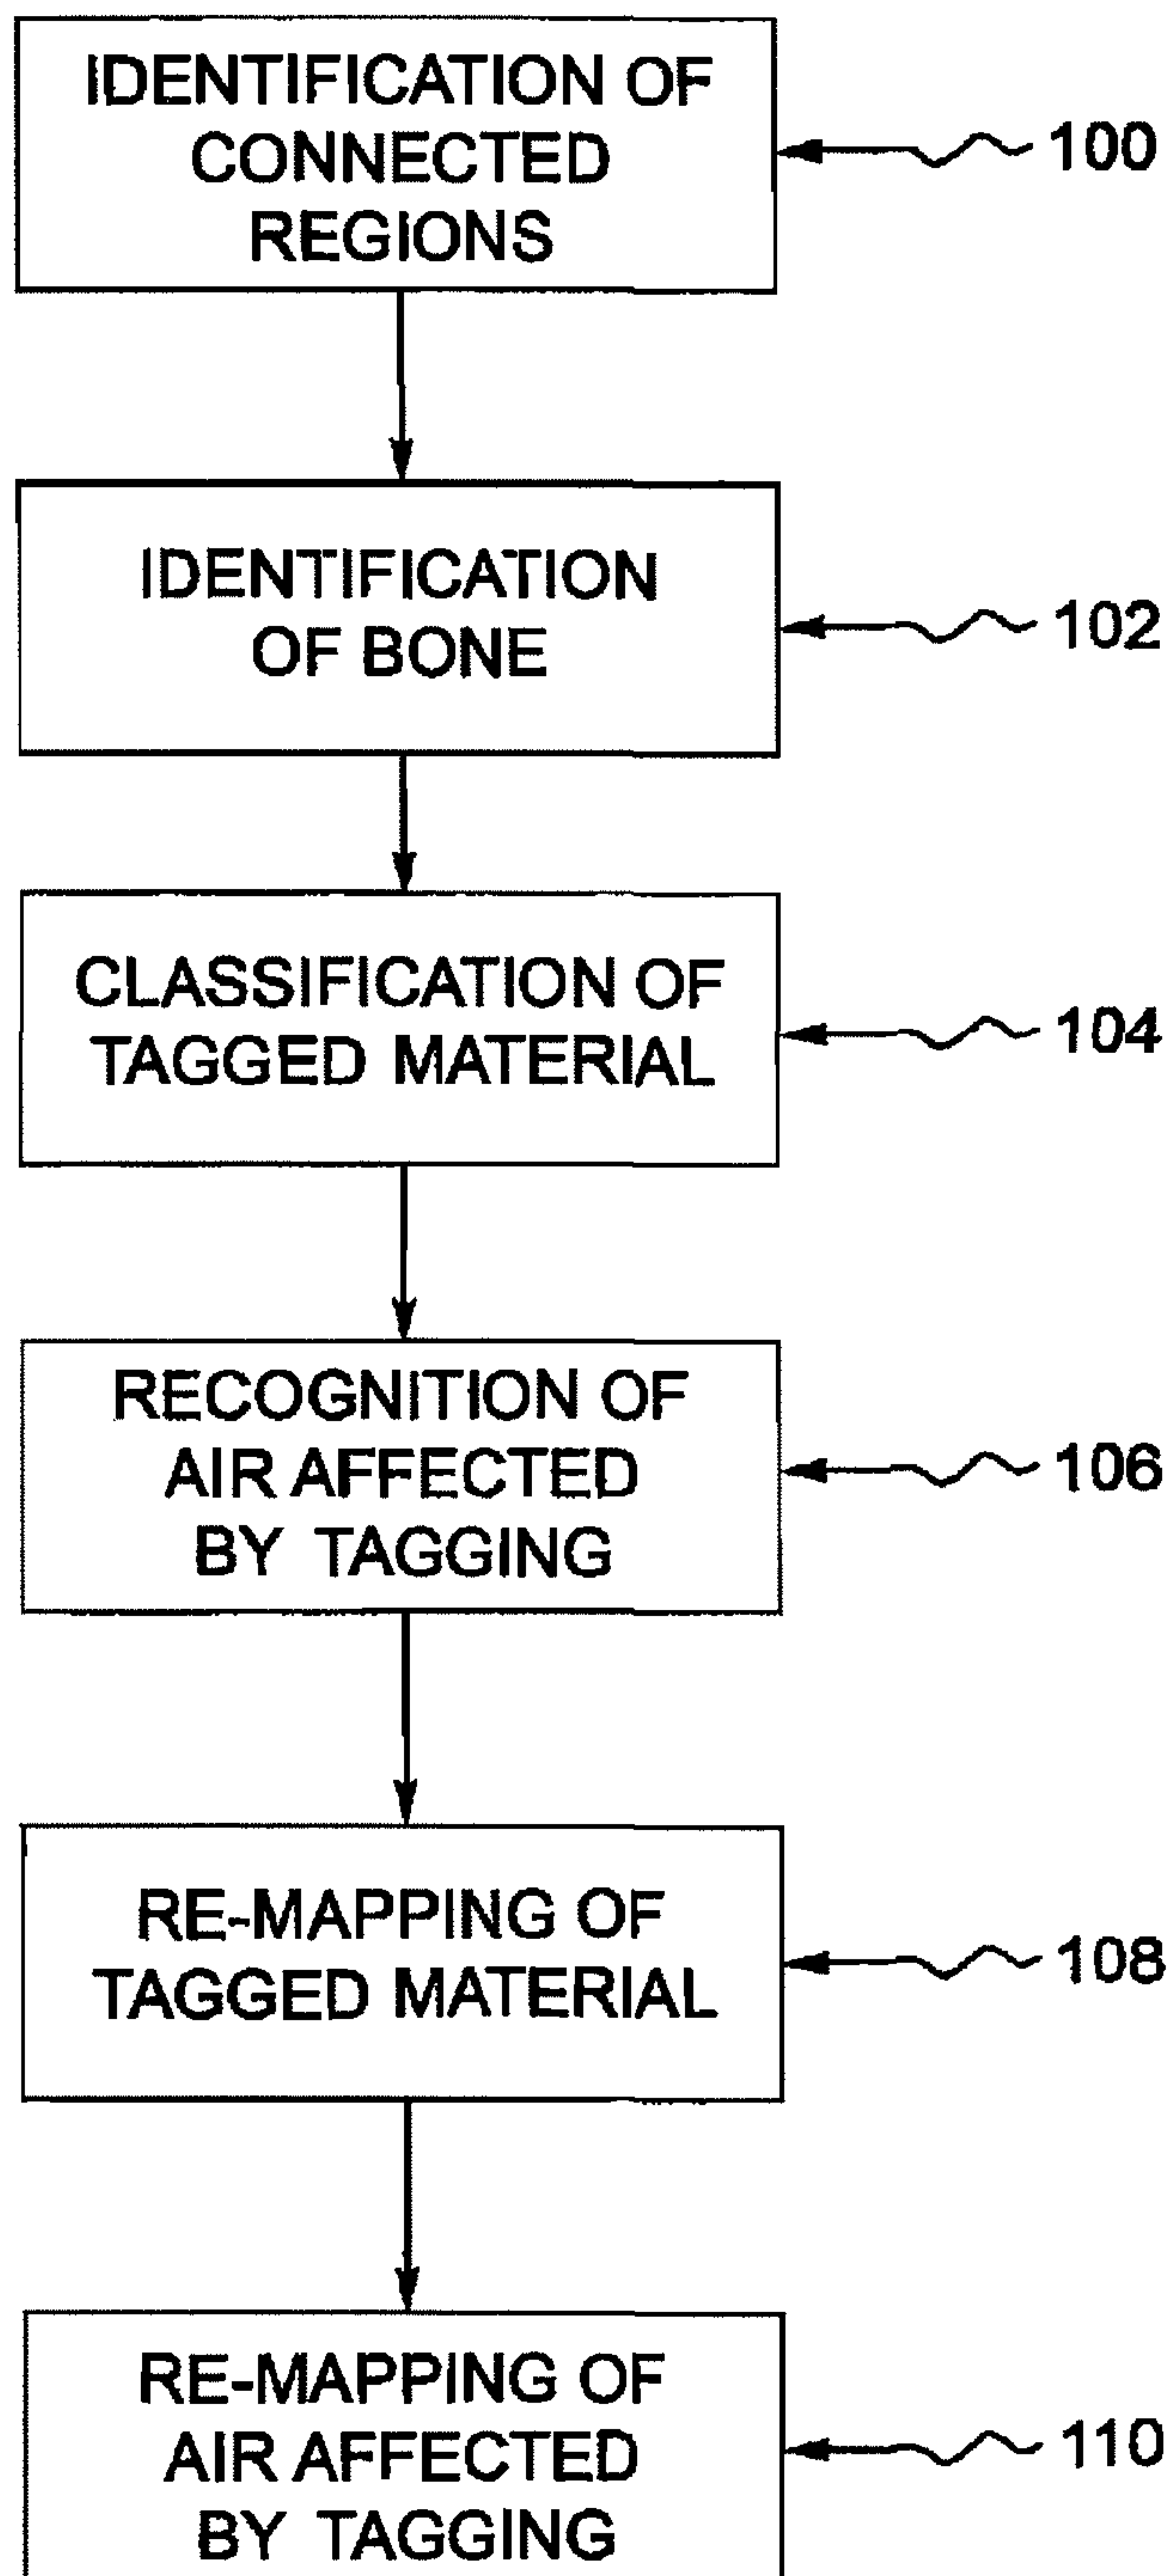 IDENTIFICATION OF
CONNECTED
REGIONS
100
IDENTIFICATION
OF BONE
102
CLASSIFICATION OF
TAGGED MATERIAL
104
RECOGNITION OF
AIR AFFECTED
BY TAGGING
106
RE-MAPPING OF
TAGGED MATERIAL
108
RE-MAPPING OF
AIR AFFECTED
BY TAGGING
110